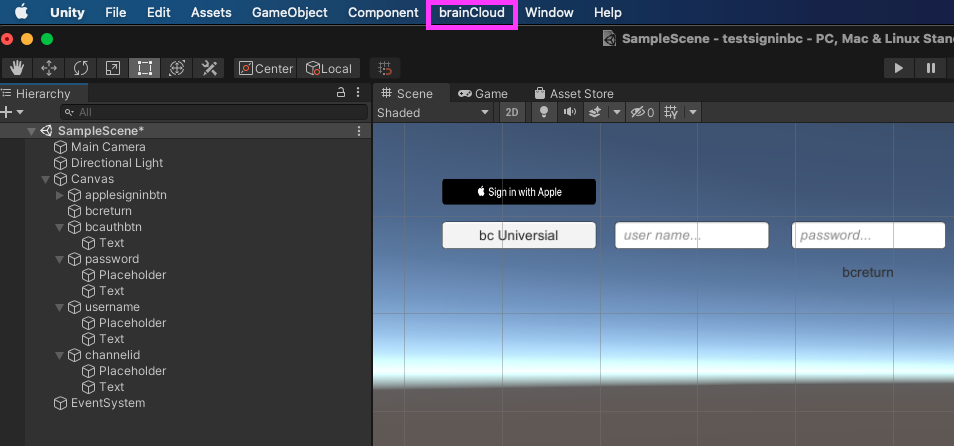 Unity File Edit Assets GameObject Component brainCloud Window Help
SampleScene - testsigninbc - PC, Mac & Linux Stan
Center Local
Hierarchy
All
SampleScene*
Main Camera
Directional Light
Canvas
applesigninbtn
bcreturn
bcauthbtn
Text
password
Placeholder
Text
username
Placeholder
Text
channelid
Placeholder
Text
EventSystem
Scene Game Asset Store
Shaded 2D 0
Sign in with Apple
bc Universial user name... password...
bcreturn